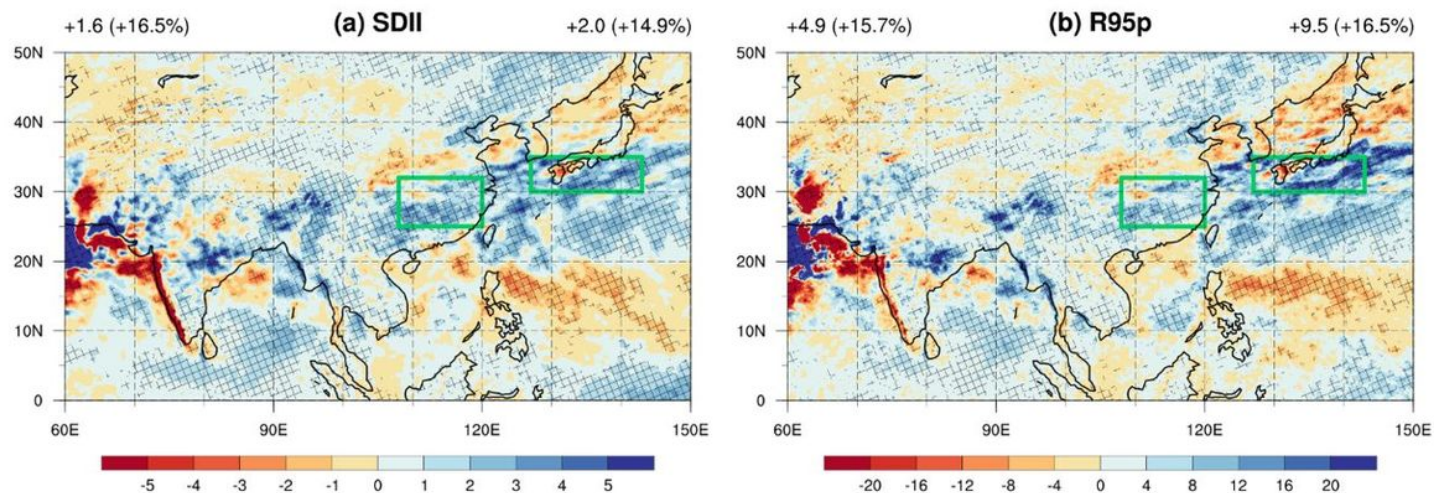 +1.6 (+16.5%) (a) SDII +2.0 (+14.9%)
50N
40N
30N
20N
10N
0
60E 90E 120E 150E
-5 -4 -3 -2 -1 0 1 2 3 4 5
+4.9 (+15.7%) (b) R95p +9.5 (+16.5%)
50N
40N
30N
20N
10N
0
60E 90E 120E 150E
-20 -16 -12 -8 -4 0 4 8 12 16 20